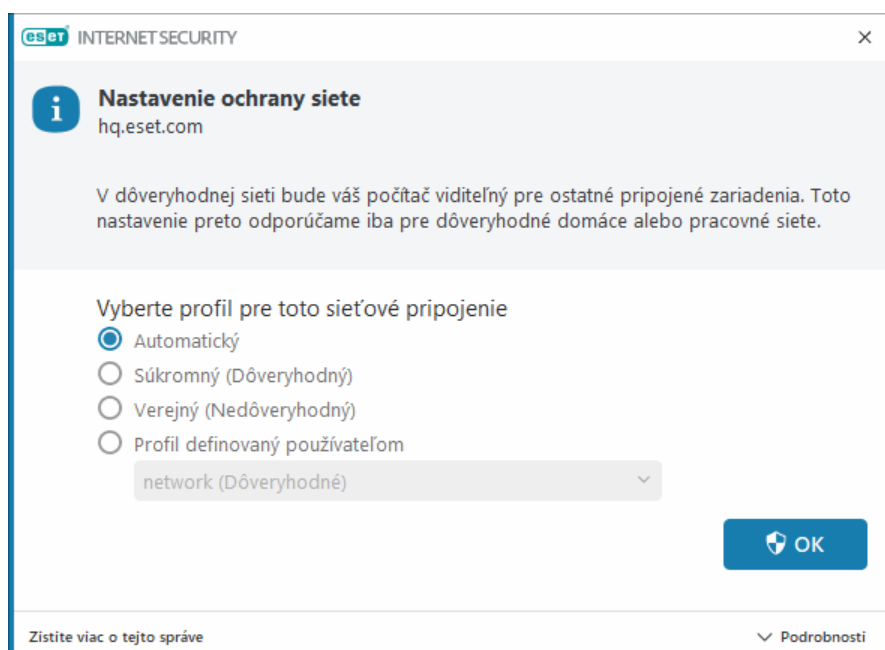 eset INTERNET SECURITY
Nastavenie ochrany siete
hq.eset.com
V dôveryhodnej sieti bude váš počítač viditeľný pre ostatné pripojené zariadenia. Toto
nastavenie preto odporúčame iba pre dôveryhodné domáce alebo pracovné siete.
Vyberte profil pre toto sieťové pripojenie
Automatický
Súkromný (Dôveryhodný)
Verejný (Nedôveryhodný)
Profil definovaný používateľom
network (Dôveryhodné)
OK
Zistite viac o tejto správe
Podrobnosti